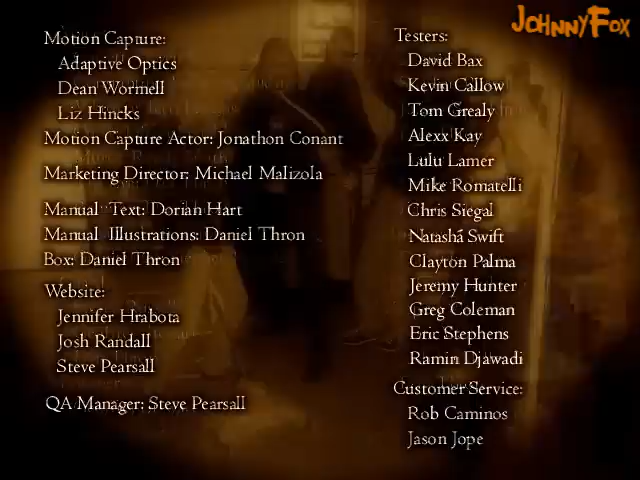 JOHNNYFOX
Motion Capture:
Adaptive Optics
Dean Wormell
Liz Hincks
Motion Capture Actor: Jonathon Conant
Marketing Director: Michael Malizola
Manual Text: Dorian Hart
Manual Illustrations: Daniel Thron
Box: Daniel Thron
Website:
Jennifer Hrabota
Josh Randall
Steve Pearsall
QA Manager: Steve Pearsall
Testers:
David Bax
Kevin Callow
Tom Grealy
Alexx Kay
Lulu Lamer
Mike Romatelli
Chris Siegal
Natasha Swift
Clayton Palma
Jeremy Hunter
Greg Coleman
Eric Stephens
Ramin Djawadi
Customer Service:
Rob Caminos
Jason Jope